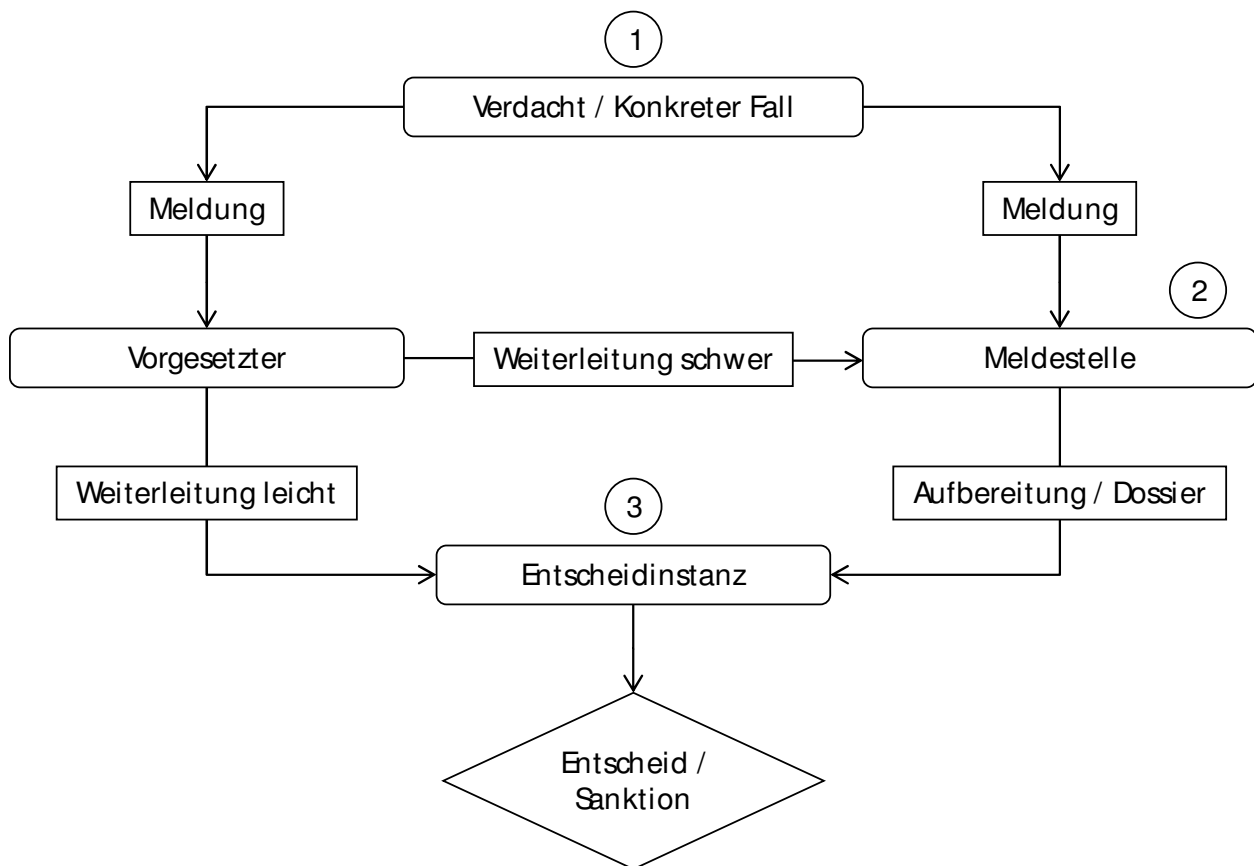 1
Verdacht / Konkreter Fall
Meldung
Meldung
2
Vorgesetzter
Weiterleitung schwer
Meldestelle
Weiterleitung leicht
Aufbereitung / Dossier
3
Entscheidinstanz
Entscheid /
Sanktion